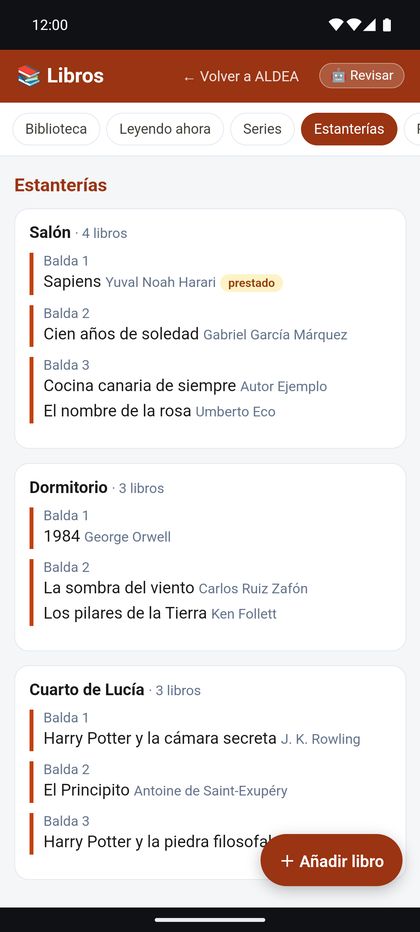 12:00
📚 Libros
← Volver a ALDEA
🤖 Revisar
Biblioteca
Leyendo ahora
Series
Estanterías
Estanterías
Salón · 4 libros
Balda 1
Sapiens Yuval Noah Harari prestado
Balda 2
Cien años de soledad Gabriel García Márquez
Balda 3
Cocina canaria de siempre Autor Ejemplo
El nombre de la rosa Umberto Eco
Dormitorio · 3 libros
Balda 1
1984 George Orwell
Balda 2
La sombra del viento Carlos Ruiz Zafón
Los pilares de la Tierra Ken Follett
Cuarto de Lucía · 3 libros
Balda 1
Harry Potter y la cámara secreta J. K. Rowling
Balda 2
El Principito Antoine de Saint-Exupéry
Balda 3
Harry Potter y la piedra
+ Añadir libro